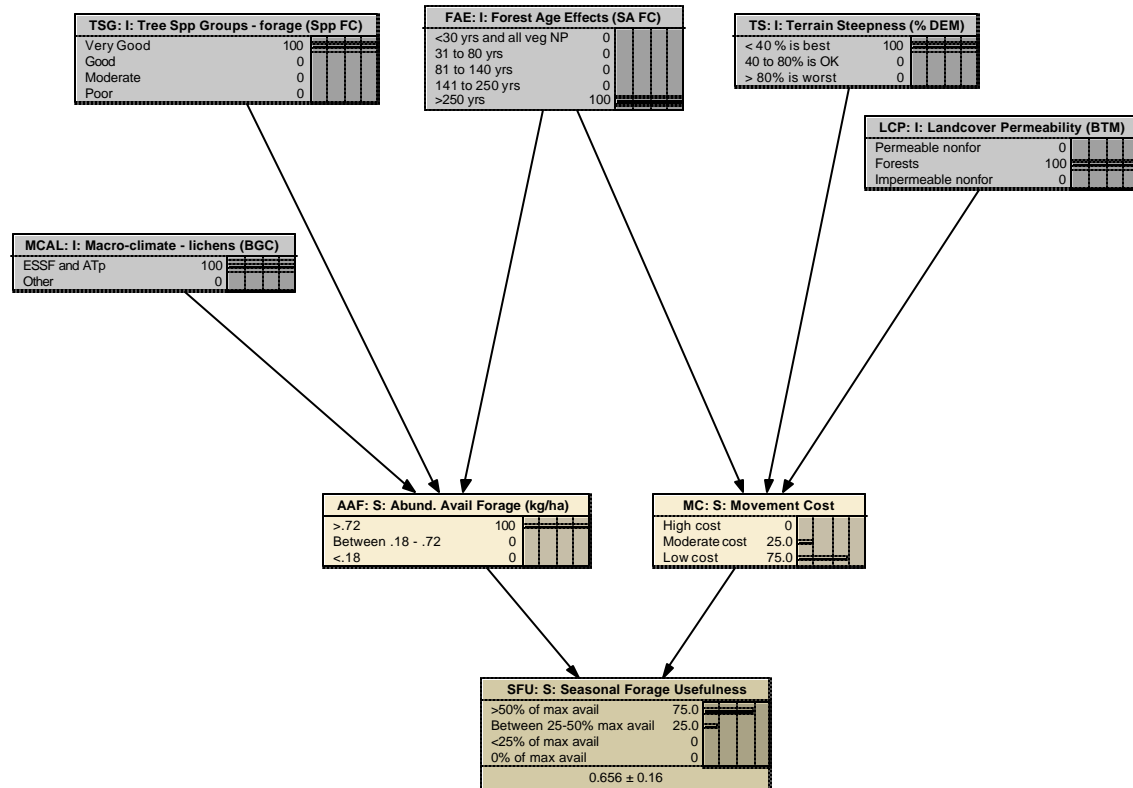 TSG: I: Tree Spp Groups - forage (Spp FC)
Very Good 100
Good 0
Moderate 0
Poor 0
FAE: I: Forest Age Effects (SA FC)
<30 yrs and all veg NP 0
31 to 80 yrs 0
81 to 140 yrs 0
141 to 250 yrs 0
>250 yrs 100
TS: I: Terrain Steepness (% DEM)
< 40 % is best 100
40 to 80% is OK 0
> 80% is worst 0
LCP: I: Landcover Permeability (BTM)
Permeable nonfor 0
Forests 100
Impermeable nonfor 0
MCAL: I: Macro-climate - lichens (BGC)
ESSF and ATp 100
Other 0
AAF: S: Abund. Avail Forage (kg/ha)
>.72 100
Between .18 - .72 0
<.18 0
MC: S: Movement Cost
High cost 0
Moderate cost 25.0
Low cost 75.0
SFU: S: Seasonal Forage Usefulness
>50% of max avail 75.0
Between 25-50% max avail 25.0
<25% of max avail 0
0% of max avail 0
0.656 ± 0.16